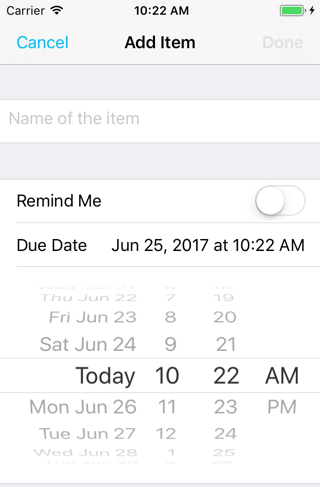 Carrier 10:22 AM
Cancel Add Item Done
Name of the item
Remind Me
Due Date Jun 25, 2017 at 10:22 AM
Thu Jun 22 7 19
Fri Jun 23 8 20
Sat Jun 24 9 21
Today 10 22 AM
Mon Jun 26 11 23 PM
Tue Jun 27 12 24
Wed Jun 28 1 25